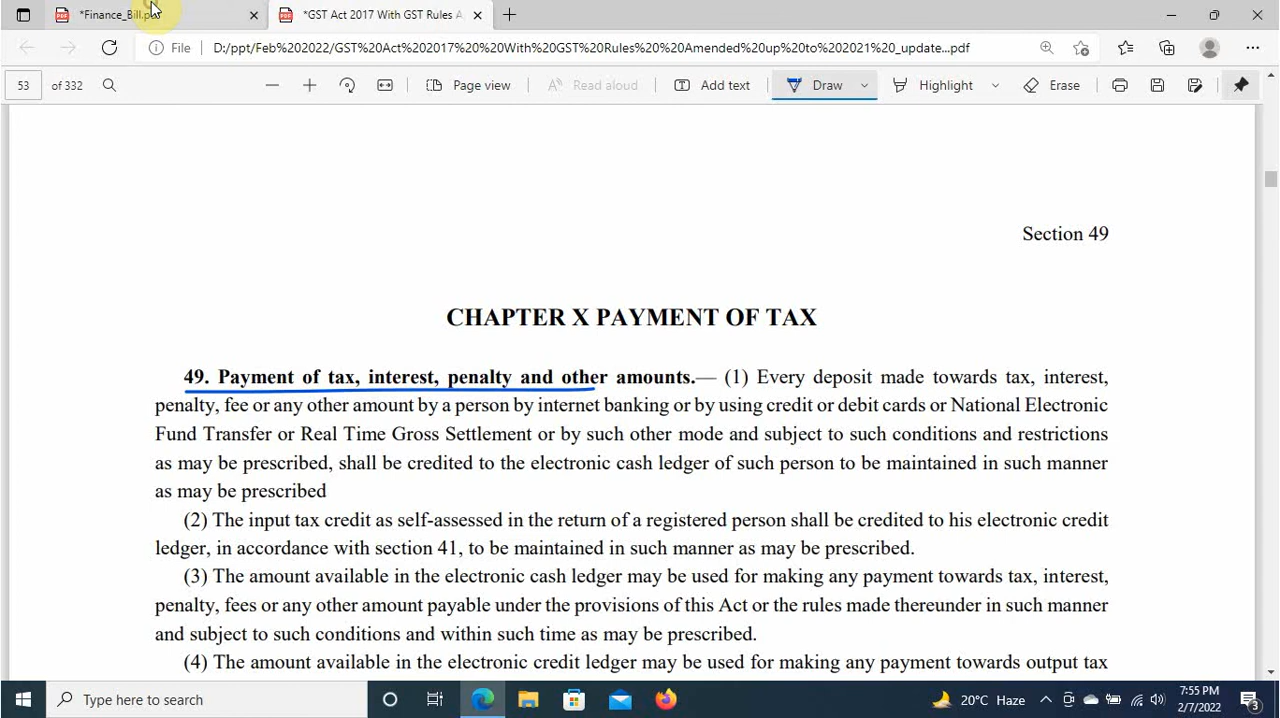 *Finance_Bill.pdf
*GST Act 2017 With GST Rules A
File
D:/ppt/Feb%202022/GST%20Act%202017%20%20With%20GST%20Rules%20%20Amended%20up%20to%202021%20_update...pdf
53 of 332
Page view
Read aloud
Add text
Draw
Highlight
Erase
Section 49
CHAPTER X PAYMENT OF TAX
49. Payment of tax, interest, penalty and other amounts.— (1) Every deposit made towards tax, interest,
penalty, fee or any other amount by a person by internet banking or by using credit or debit cards or National Electronic
Fund Transfer or Real Time Gross Settlement or by such other mode and subject to such conditions and restrictions
as may be prescribed, shall be credited to the electronic cash ledger of such person to be maintained in such manner
as may be prescribed
(2) The input tax credit as self-assessed in the return of a registered person shall be credited to his electronic credit
ledger, in accordance with section 41, to be maintained in such manner as may be prescribed.
(3) The amount available in the electronic cash ledger may be used for making any payment towards tax, interest,
penalty, fees or any other amount payable under the provisions of this Act or the rules made thereunder in such manner
and subject to such conditions and within such time as may be prescribed.
(4) The amount available in the electronic credit ledger may be used for making any payment towards output tax
Type here to search
20°C Haze
7:55 PM
2/7/2022
3